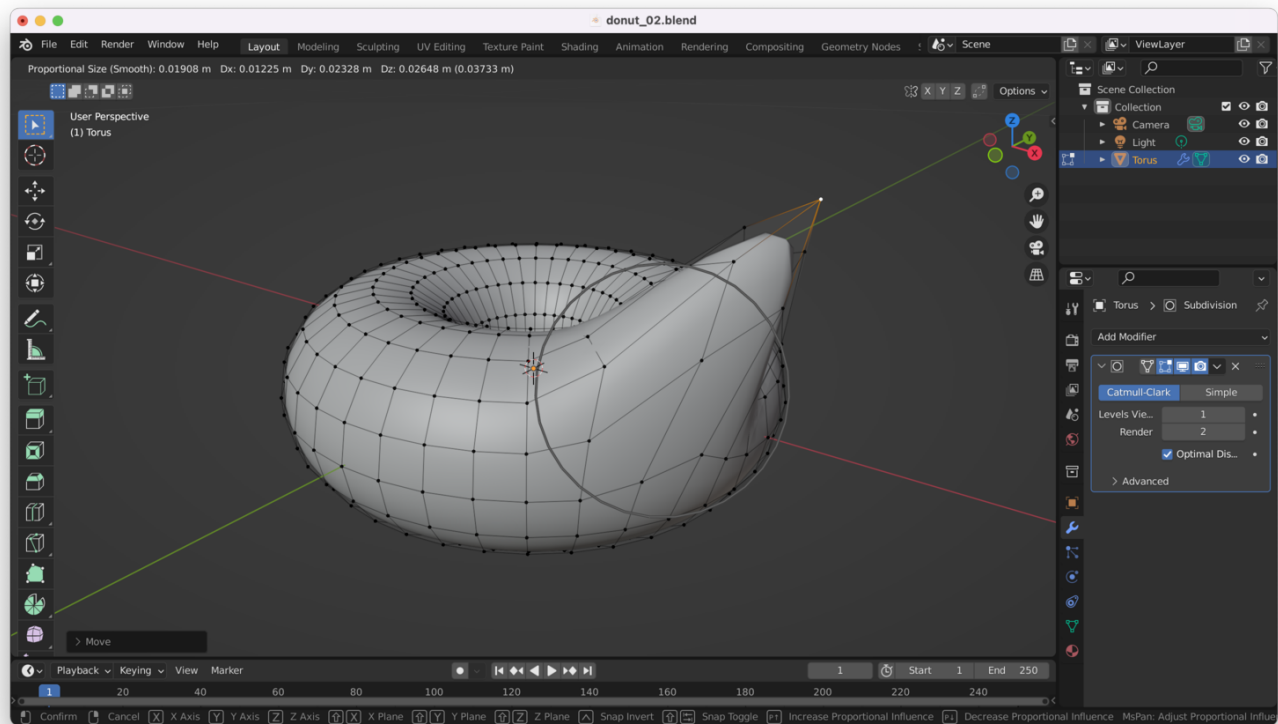 donut_02.blend
File Edit Render Window Help Layout Modeling Sculpting UV Editing Texture Paint Shading Animation Rendering Compositing Geometry Nodes Scene ViewLayer
Proportional Size (Smooth): 0.01908 m Dx: 0.01225 m Dy: 0.02328 m Dz: 0.02648 m (0.03733 m)
X Y Z Options
User Perspective
(1) Torus
Z
Y
X
Scene Collection
Collection
Camera
Light
Torus
Torus > Subdivision
Add Modifier
Catmull-Clark Simple
Levels Vie... 1
Render 2
Optimal Dis...
> Advanced
> Move
Playback Keying View Marker 1 Start 1 End 250
1 20 40 60 80 100 120 140 160 180 200 220 240
Confirm Cancel X X Axis Y Y Axis Z Z Axis X X Plane Y Y Plane Z Z Plane Snap Invert Snap Toggle Increase Proportional Influence Decrease Proportional Influence MsPan: Adjust Proportional Influe